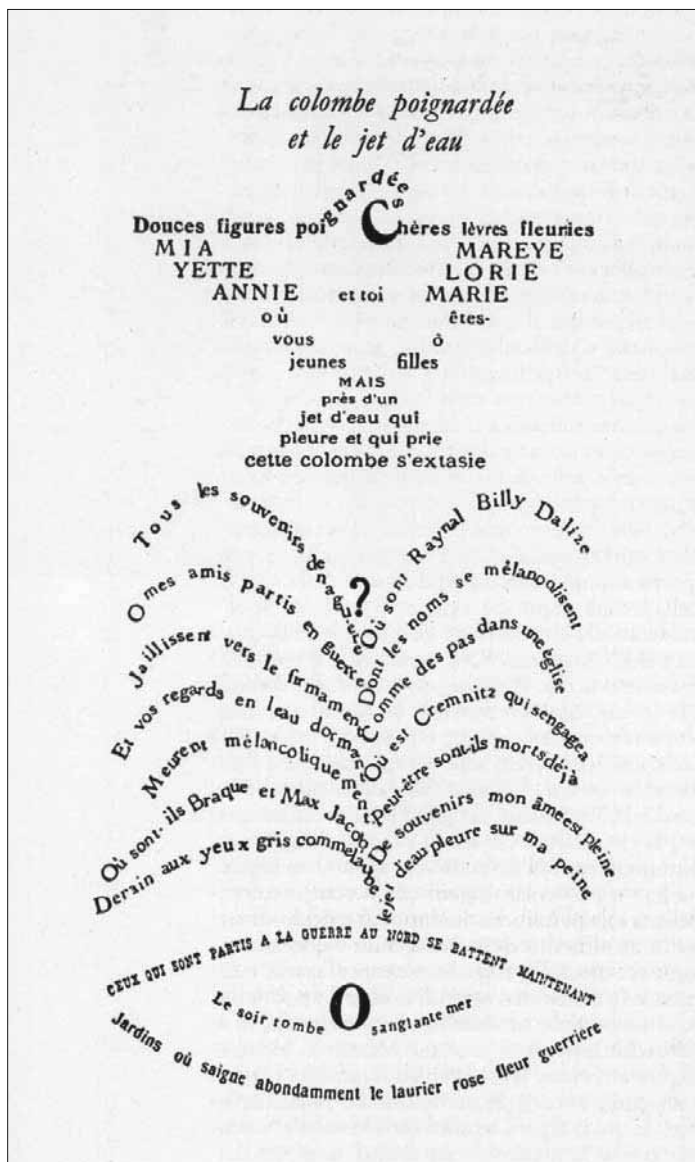 La colombe poignardée
et le jet d'eau
Douces figures poignardées Chères lèvres fleuries
MIA MAREYE
YETTE LORIE
ANNIE et toi MARIE
où êtes-
vous ô
jeunes filles
MAIS
près d'un
jet d'eau qui
pleure et qui prie
cette colombe s'extasie
Tous les souvenirs de naguère
O mes amis partis en guerre
Jaillissent vers le firmament
Et vos regards en l'eau dormant
Meurent mélancoliquement
Où sont-ils Braque et Max Jacob
Derain aux yeux gris comme l'aube
?
Où sont Raynal Billy Dalize
Dont les noms se mélancolisent
Comme des pas dans une église
Où est Cremnitz qui s'engagea
Peut-être sont-ils morts déjà
De souvenirs mon âme est pleine
Le jet d'eau pleure sur ma peine
CEUX QUI SONT PARTIS A LA GUERRE AU NORD SE BATTENT MAINTENANT
Le soir tombe O sanglante mer
Jardins où saigne abondamment le laurier rose fleur guerrière